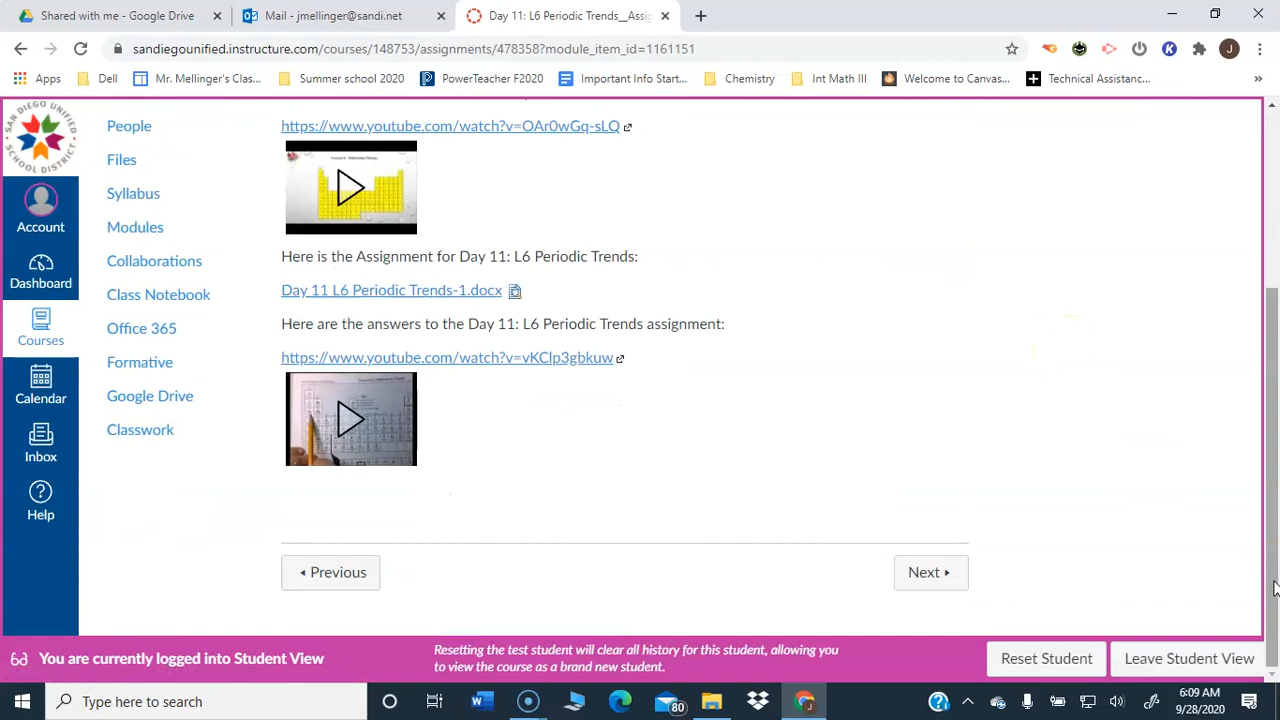 Shared with me - Google Drive
Mail - jmellinger@sandi.net
Day 11: L6 Periodic Trends__Assig
sandiegounified.instructure.com/courses/148753/assignments/478358?module_item_id=1161151
J
Apps
Dell
Mr. Mellinger's Clas...
Summer school 2020
PowerTeacher F2020
Important Info Start...
Chemistry
Int Math III
Welcome to Canvas...
Technical Assistanc...
»
SAN DIEGO UNIFIED SCHOOL DISTRICT
Account
Dashboard
Courses
Calendar
Inbox
Help
People
Files
Syllabus
Modules
Collaborations
Class Notebook
Office 365
Formative
Google Drive
Classwork
https://www.youtube.com/watch?v=OAr0wGq-sLQ
Here is the Assignment for Day 11: L6 Periodic Trends:
Day 11 L6 Periodic Trends-1.docx
Here are the answers to the Day 11: L6 Periodic Trends assignment:
https://www.youtube.com/watch?v=vKClp3gbkuw
Previous
Next
You are currently logged into Student View
Resetting the test student will clear all history for this student, allowing you
to view the course as a brand new student.
Reset Student
Leave Student View
Type here to search
80
6:09 AM
9/28/2020